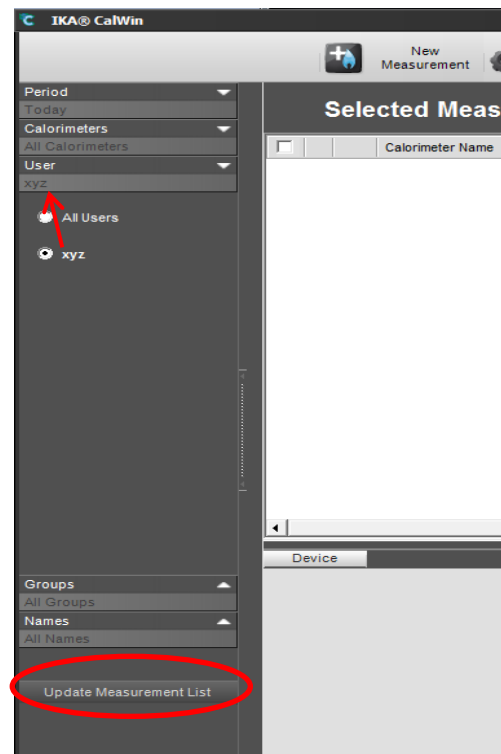 IKA® CalWin
New
Measurement
Period
Today
Calorimeters
All Calorimeters
User
xyz
All Users
xyz
Selected Meas
Calorimeter Name
Device
Groups
All Groups
Names
All Names
Update Measurement List